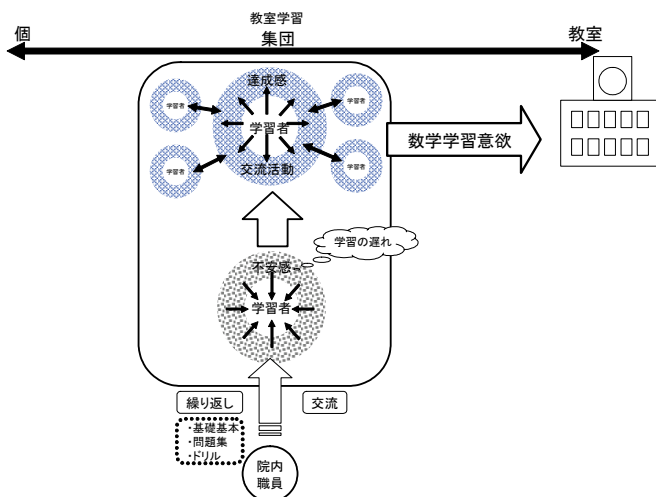 教室学習
個
集団
教室
達成感
学習者
学習者
学習者
交流活動
学習者
学習者
数学学習意欲
学習の遅れ
不安感
学習者
繰り返し
交流
・基礎基本
・問題集
・ドリル
院内
職員